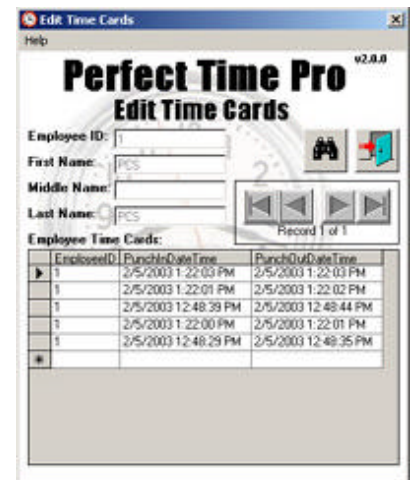 Edit Time Cards
Help
v2.0.0
Perfect Time Pro
Edit Time Cards
Employee ID: 1
First Name: PCS
Middle Name:
Last Name: PCS
Record 1 of 1
Employee Time Cards:
EmployeeID PunchInDateTime PunchOutDateTime
1 2/5/2003 1:22:03 PM 2/5/2003 1:22:03 PM
1 2/5/2003 1:22:01 PM 2/5/2003 1:22:02 PM
1 2/5/2003 12:48:39 PM 2/5/2003 12:48:44 PM
1 2/5/2003 1:22:00 PM 2/5/2003 1:22:01 PM
1 2/5/2003 12:48:29 PM 2/5/2003 12:48:35 PM